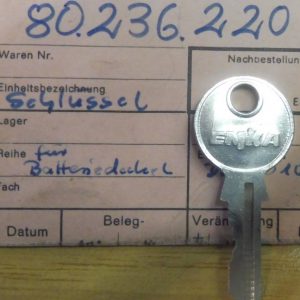 80.236.220
Waren Nr.
Nachbestellun
Einheitsbezeichnung
Schlüssel
Lager
Reihe für
Batteriedeckel
Fach
EMKA
Datum Beleg- Verän